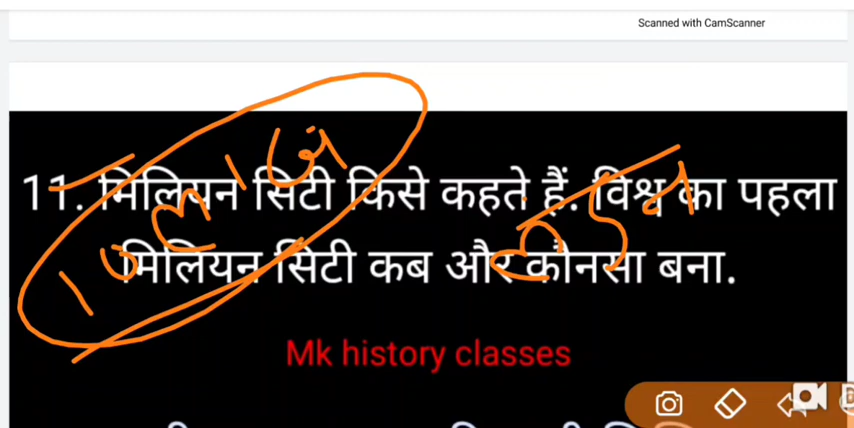 Scanned with CamScanner
11. मिलियन सिटी किसे कहते हैं. विश्व का पहला
मिलियन सिटी कब और कौनसा बना.
Mk history classes